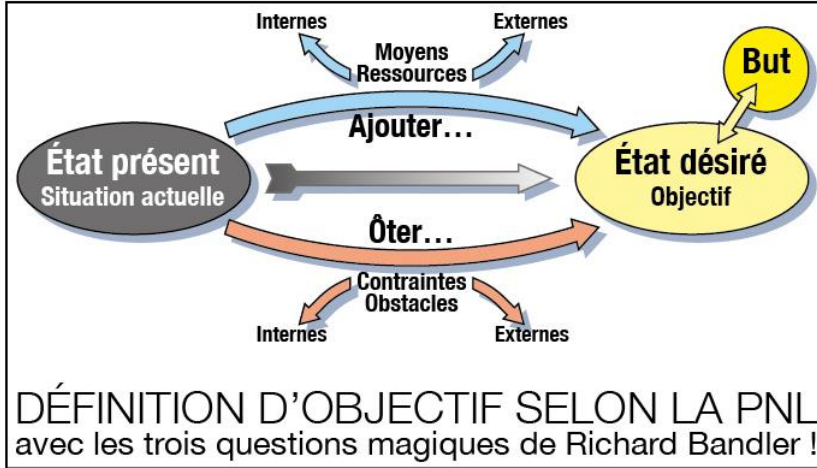 Internes
Externes
Moyens
Ressources
But
Ajouter…
État présent
Situation actuelle
État désiré
Objectif
Ôter…
Contraintes
Obstacles
Internes
Externes
DÉFINITION D’OBJECTIF SELON LA PNL
avec les trois questions magiques de Richard Bandler !